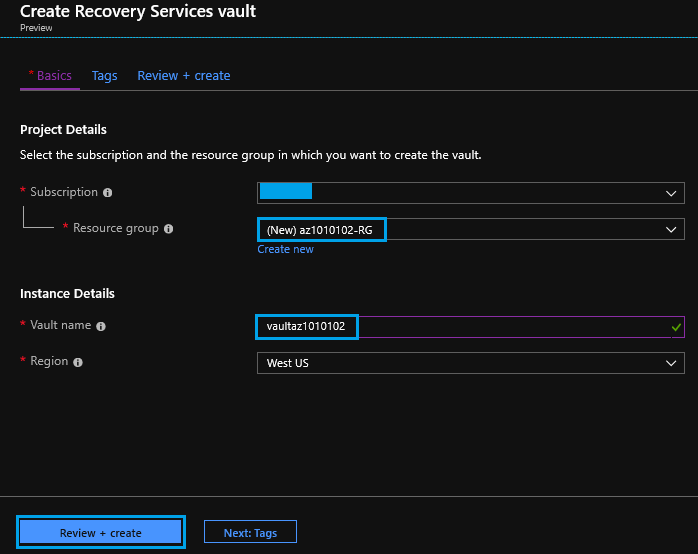 Create Recovery Services vault
Preview
* Basics Tags Review + create
Project Details
Select the subscription and the resource group in which you want to create the vault.
* Subscription
* Resource group (New) az1010102-RG
Create new
Instance Details
* Vault name vaultaz1010102
* Region West US
Review + create Next: Tags